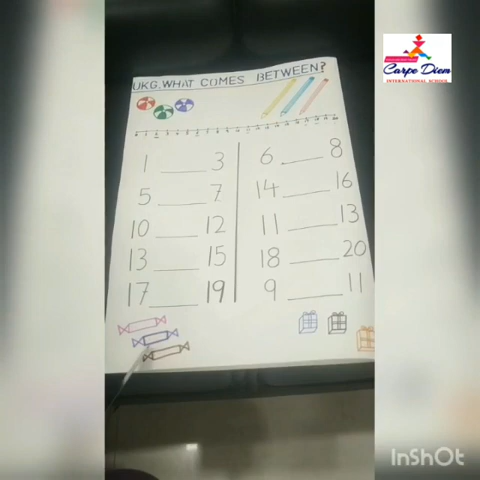 Carpe Diem
INTERNATIONAL SCHOOL
UKG.WHAT COMES BETWEEN?
1 ____ 3 6 ____ 8
5 ____ 7 14 ____ 16
10 ____ 12 11 ____ 13
13 ____ 15 18 ____ 20
17 ____ 19 9 ____ 11
InShOt